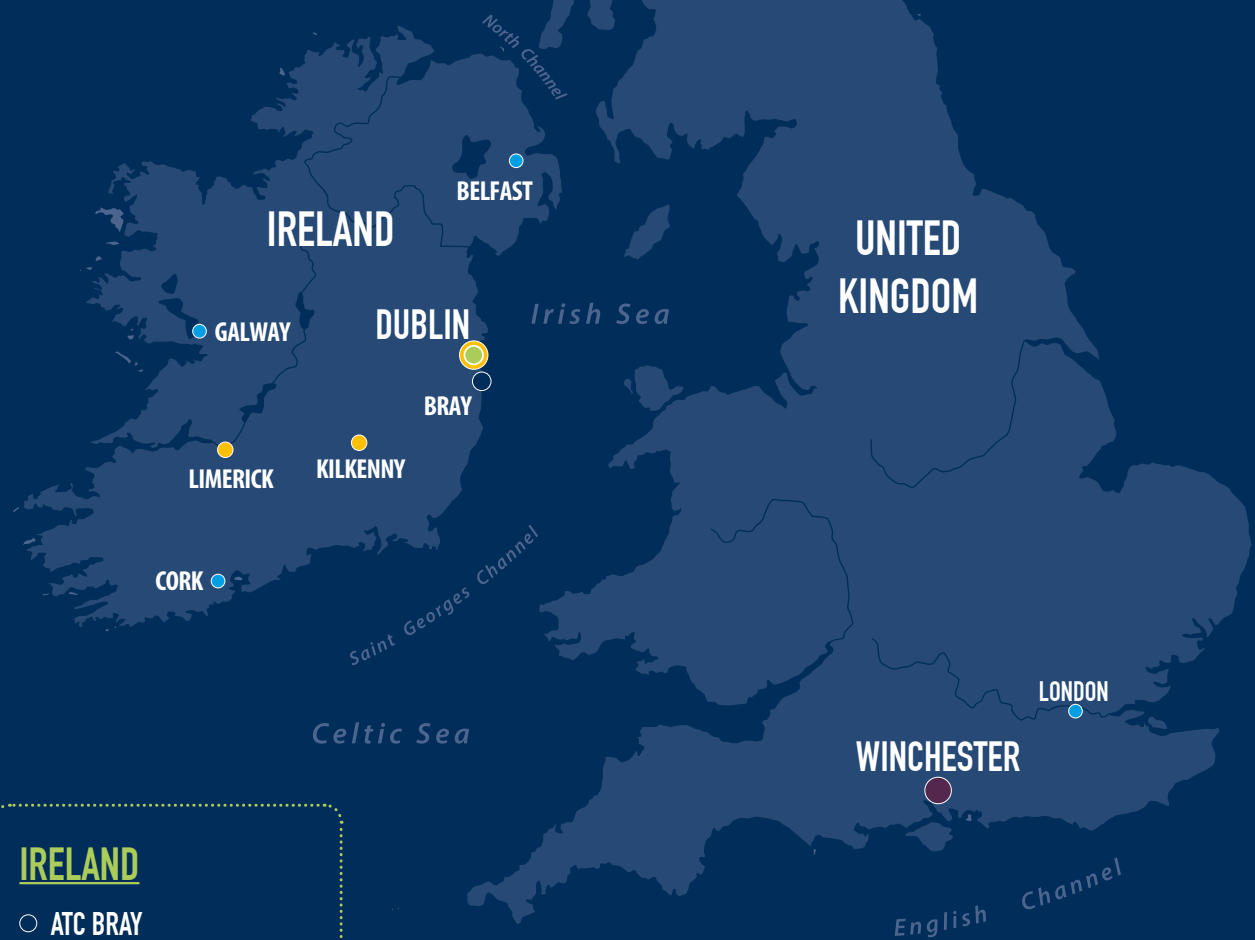 North Channel
BELFAST
IRELAND
UNITED
KINGDOM
Irish Sea
DUBLIN
GALWAY
BRAY
LIMERICK
KILKENNY
Saint Georges Channel
CORK
LONDON
Celtic Sea
WINCHESTER
English Channel
IRELAND
ATC BRAY